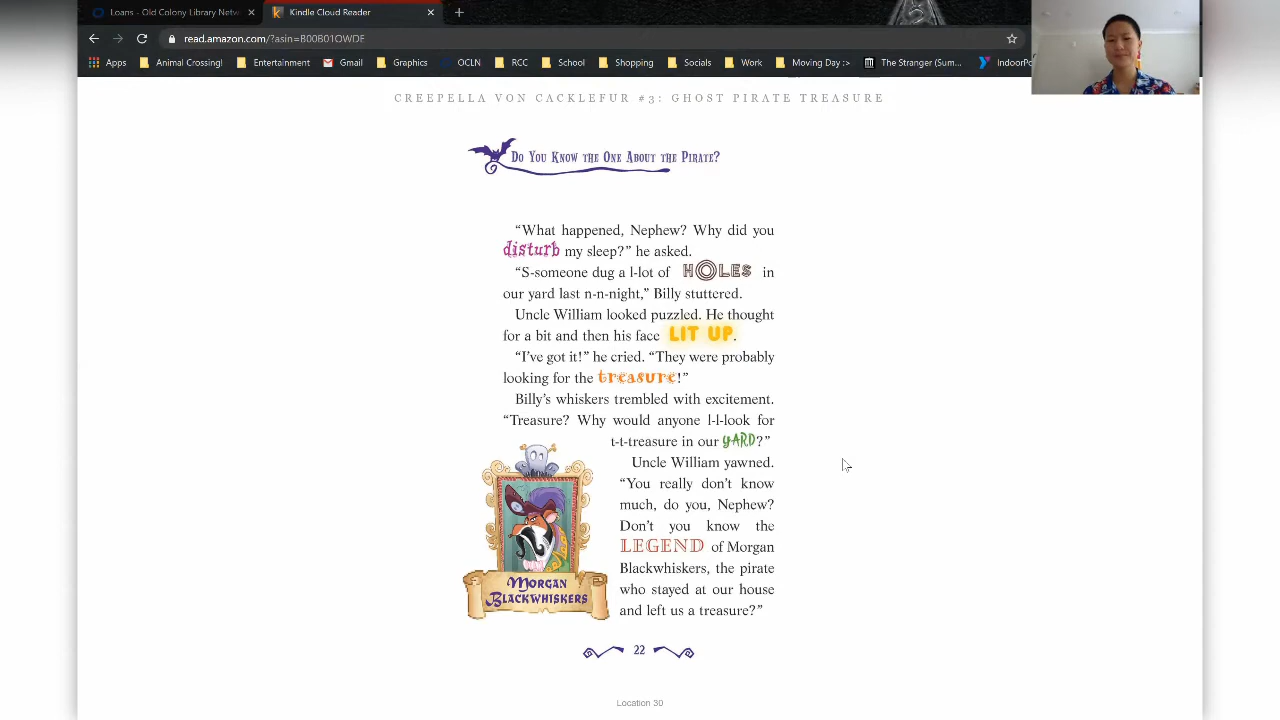 Loans - Old Colony Library Netw
Kindle Cloud Reader
read.amazon.com/?asin=B00B01OWDE
Apps Animal Crossing! Entertainment Gmail Graphics OCLN RCC School Shopping Socials Work Moving Day :> The Stranger (Sum... IndoorPo
CREEPELLA VON CACKLEFUR #3: GHOST PIRATE TREASURE
Do You Know the One About the Pirate?
“What happened, Nephew? Why did you
disturb my sleep?” he asked.
“S-someone dug a l-lot of HOLES in
our yard last n-n-night,” Billy stuttered.
Uncle William looked puzzled. He thought
for a bit and then his face LIT UP.
“I’ve got it!” he cried. “They were probably
looking for the treasure!”
Billy’s whiskers trembled with excitement.
“Treasure? Why would anyone l-l-look for
t-t-treasure in our YARD?”
Uncle William yawned.
“You really don’t know
much, do you, Nephew?
Don’t you know the
LEGEND of Morgan
Blackwhiskers, the pirate
who stayed at our house
and left us a treasure?”
MORGAN
BLACKWHISKERS
22
Location 30